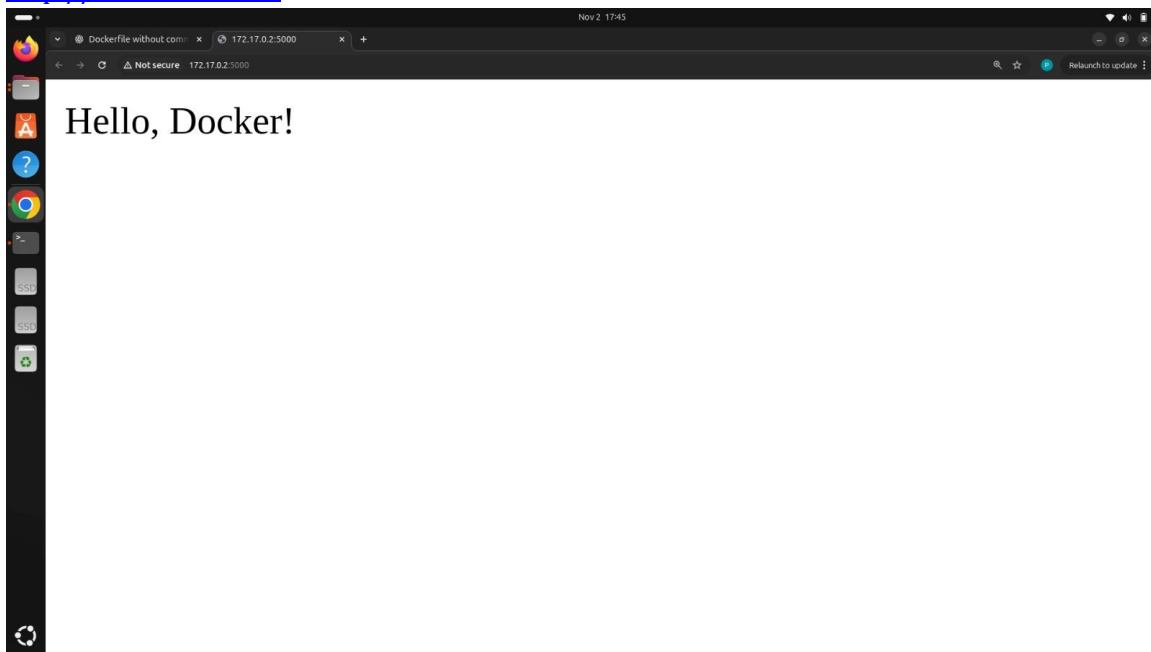 Nov 2 17:45
Dockerfile without com
172.17.0.2:5000
Not secure 172.17.0.2:5000
P
Relaunch to update
Hello, Docker!
SSD
SSD